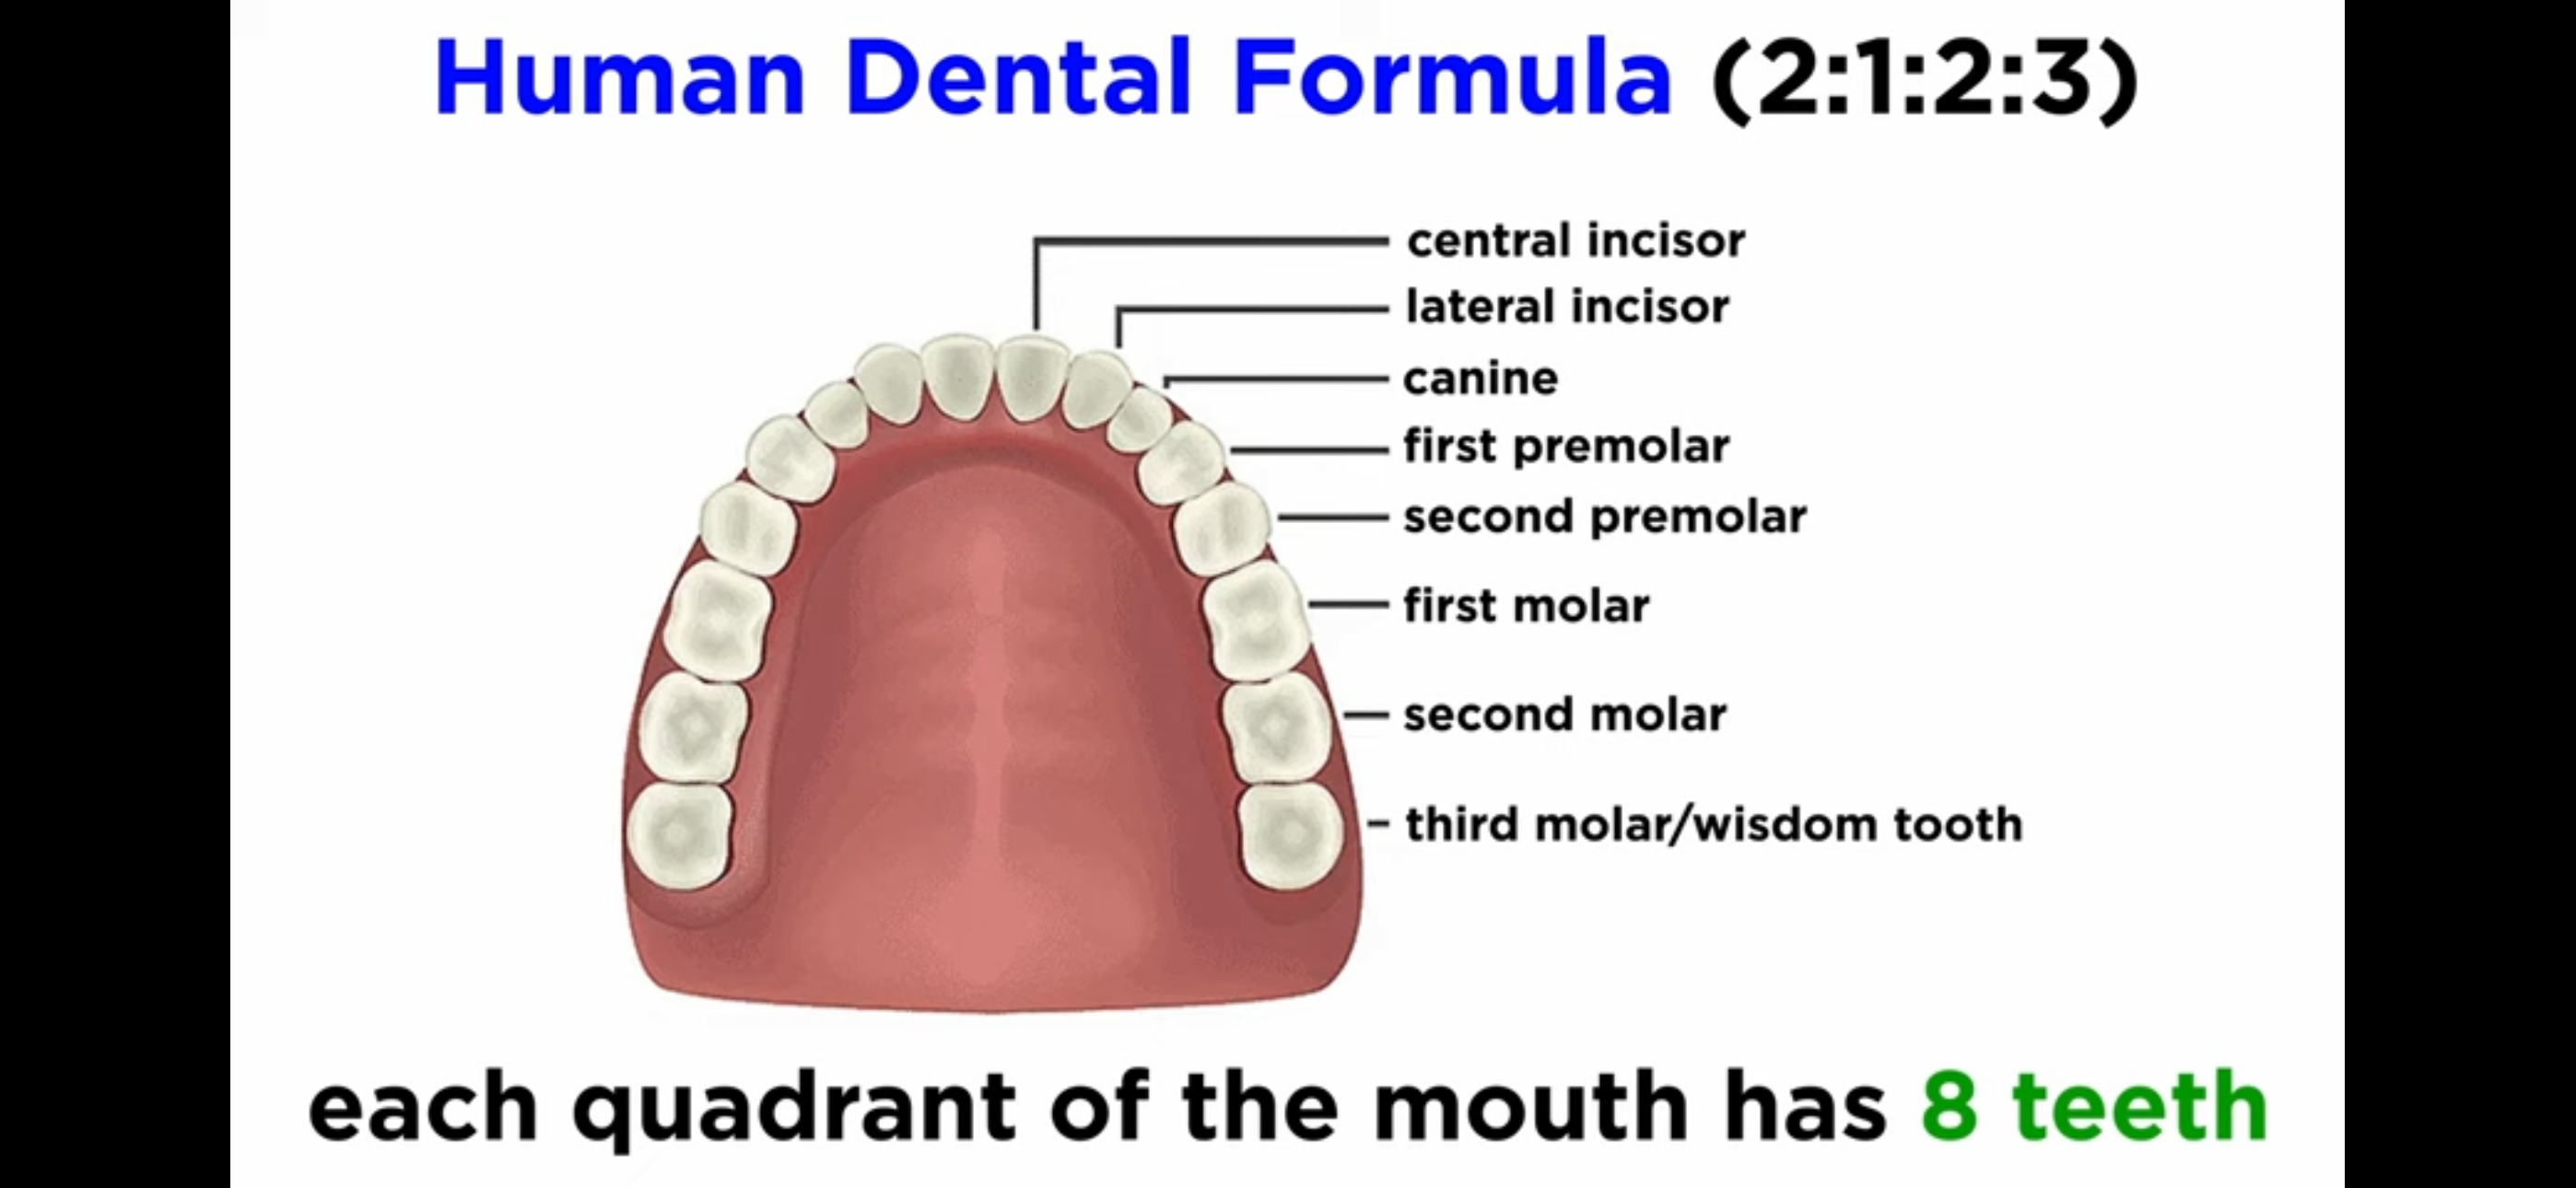 Human Dental Formula (2:1:2:3)
central incisor
lateral incisor
canine
first premolar
second premolar
first molar
second molar
third molar/wisdom tooth
each quadrant of the mouth has 8 teeth